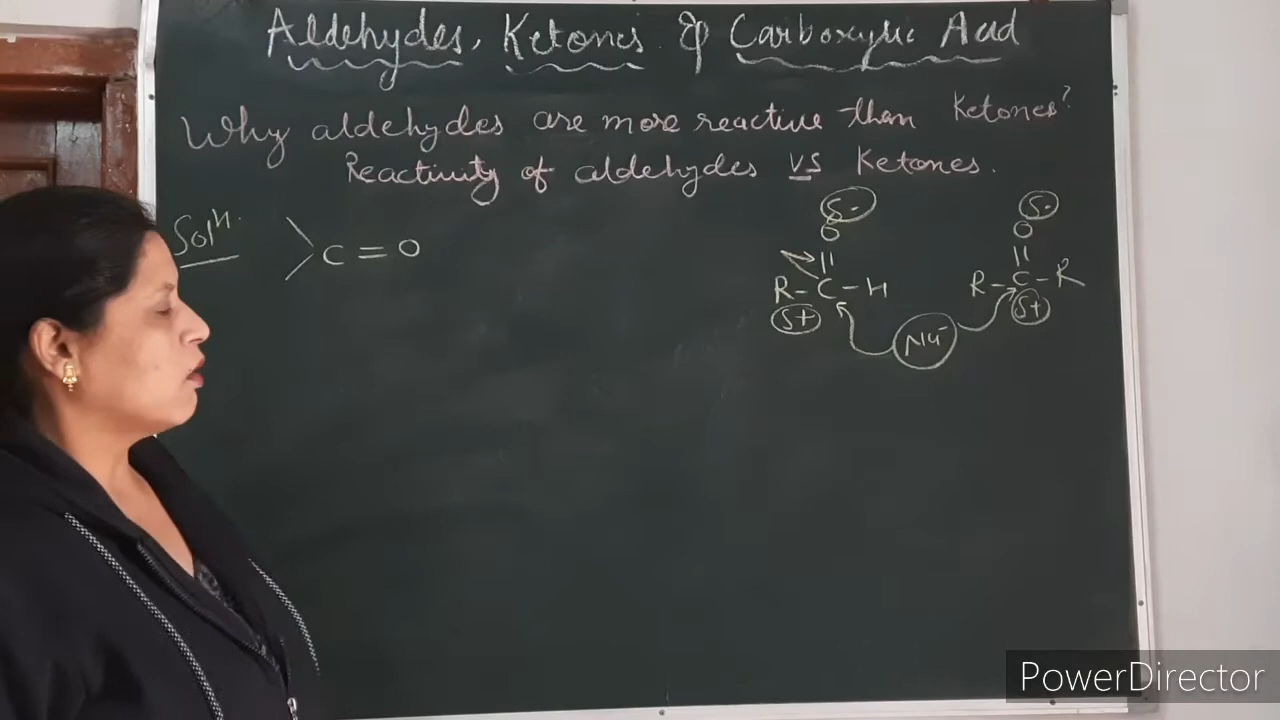 Aldehydes, Ketones & Carboxylic Acid
Why aldehydes are more reactive than Ketones?
Reactivity of aldehydes VS Ketones.
Solⁿ.
C = O
δ- δ-
O O
|| ||
R-C-H R-C-R
δ+ δ+
Nu⁻
PowerDirector